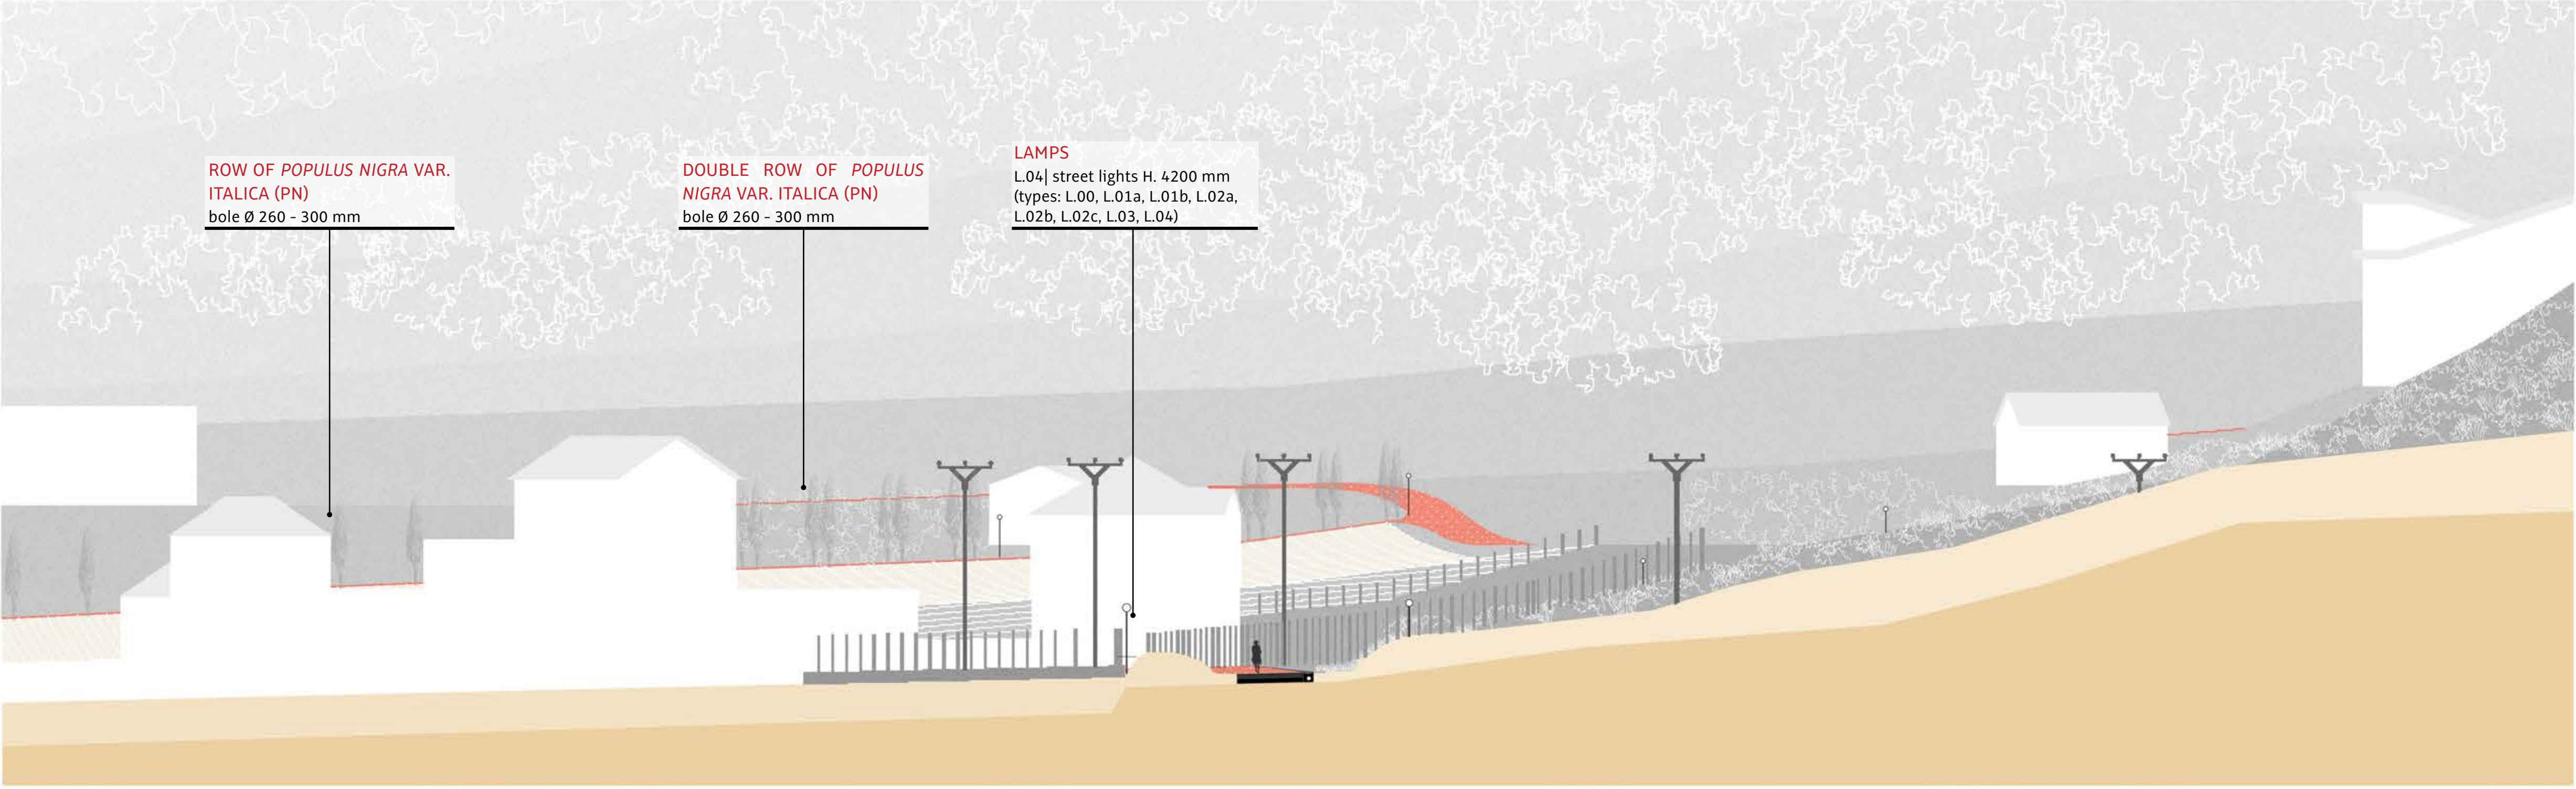 ROW OF POPULUS NIGRA VAR.
ITALICA (PN)
bole Ø 260 - 300 mm
DOUBLE ROW OF POPULUS
NIGRA VAR. ITALICA (PN)
bole Ø 260 - 300 mm
LAMPS
L.04| street lights H. 4200 mm
(types: L.00, L.01a, L.01b, L.02a,
L.02b, L.02c, L.03, L.04)